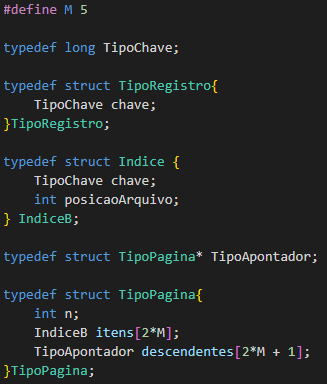 #define M 5
typedef long TipoChave;
typedef struct TipoRegistro{
    TipoChave chave;
}TipoRegistro;
typedef struct Indice {
    TipoChave chave;
    int posicaoArquivo;
} IndiceB;
typedef struct TipoPagina* TipoApontador;
typedef struct TipoPagina{
    int n;
    IndiceB itens[2*M];
    TipoApontador descendentes[2*M + 1];
}TipoPagina;